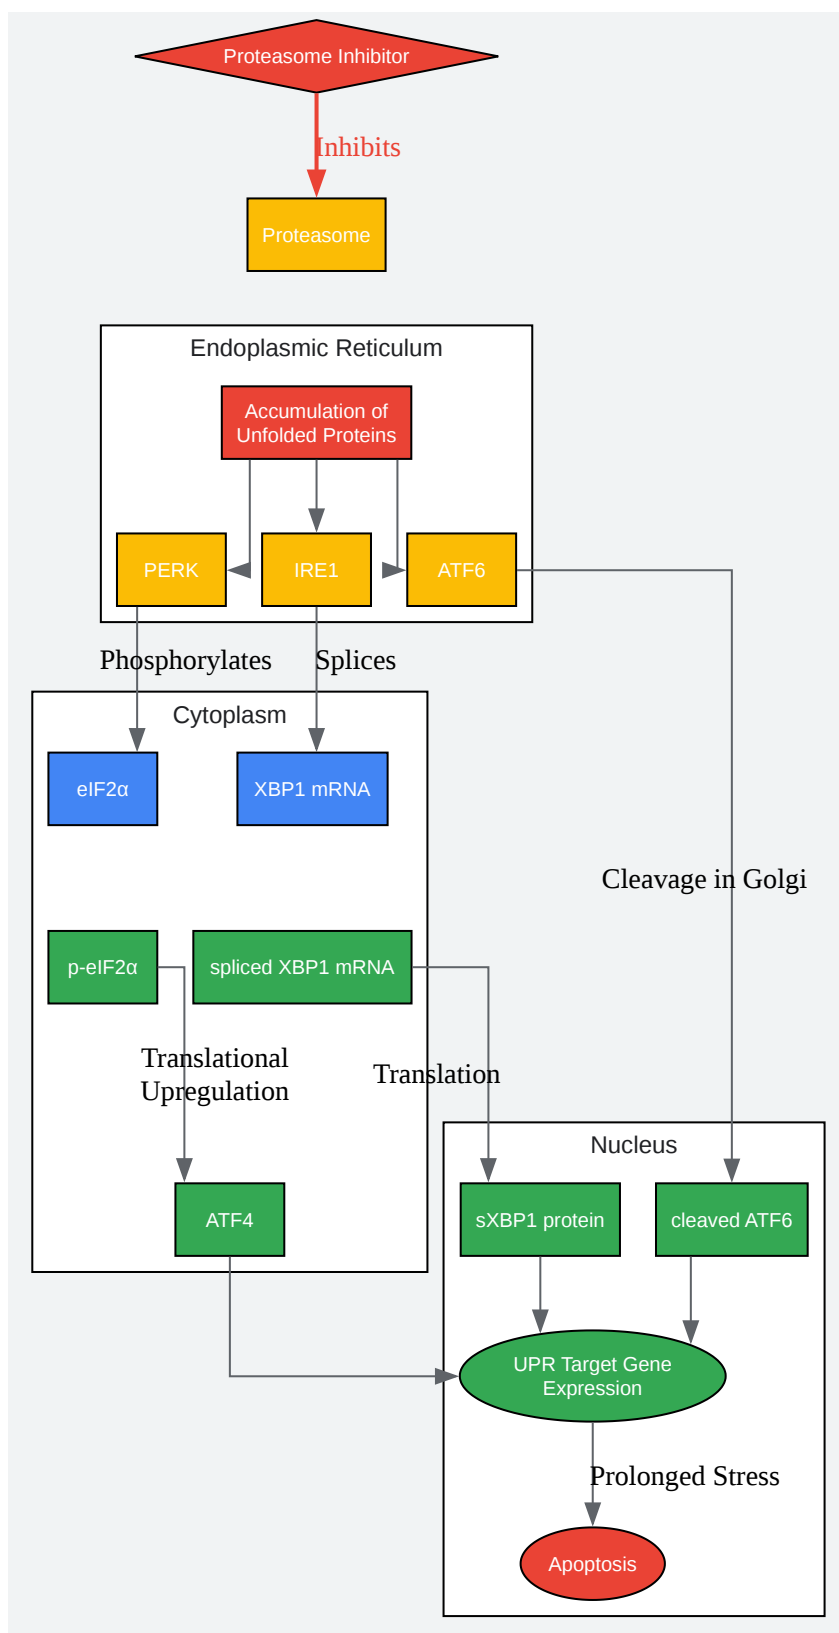 Proteasome Inhibitor
Inhibits
Proteasome
Endoplasmic Reticulum
Accumulation of
Unfolded Proteins
PERK
IRE1
ATF6
Phosphorylates
Splices
Cytoplasm
eIF2α
XBP1 mRNA
Cleavage in Golgi
p-eIF2α
spliced XBP1 mRNA
Translational
Upregulation
Translation
Nucleus
ATF4
sXBP1 protein
cleaved ATF6
UPR Target Gene
Expression
Prolonged Stress
Apoptosis